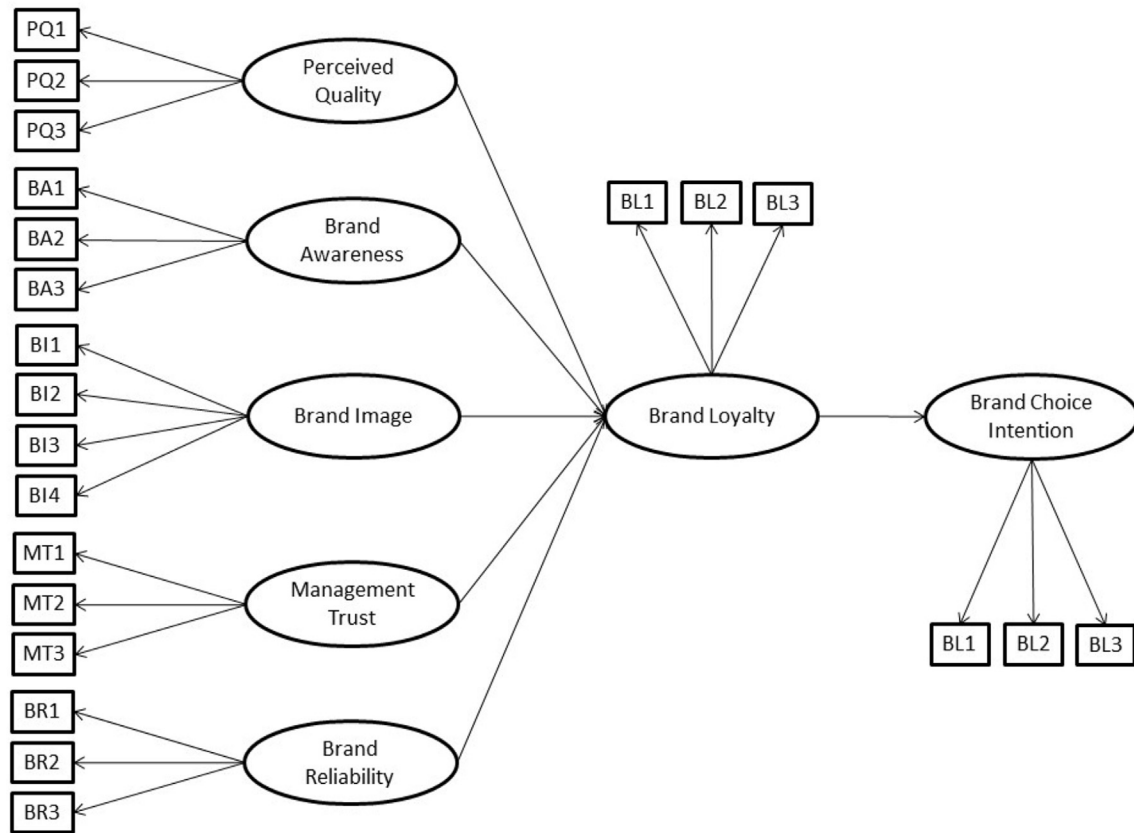 PQ1
PQ2
PQ3
Perceived
Quality
BA1
BA2
BA3
Brand
Awareness
BI1
BI2
BI3
BI4
Brand Image
MT1
MT2
MT3
Management
Trust
BR1
BR2
BR3
Brand
Reliability
BL1
BL2
BL3
Brand Loyalty
Brand Choice
Intention
BL1
BL2
BL3